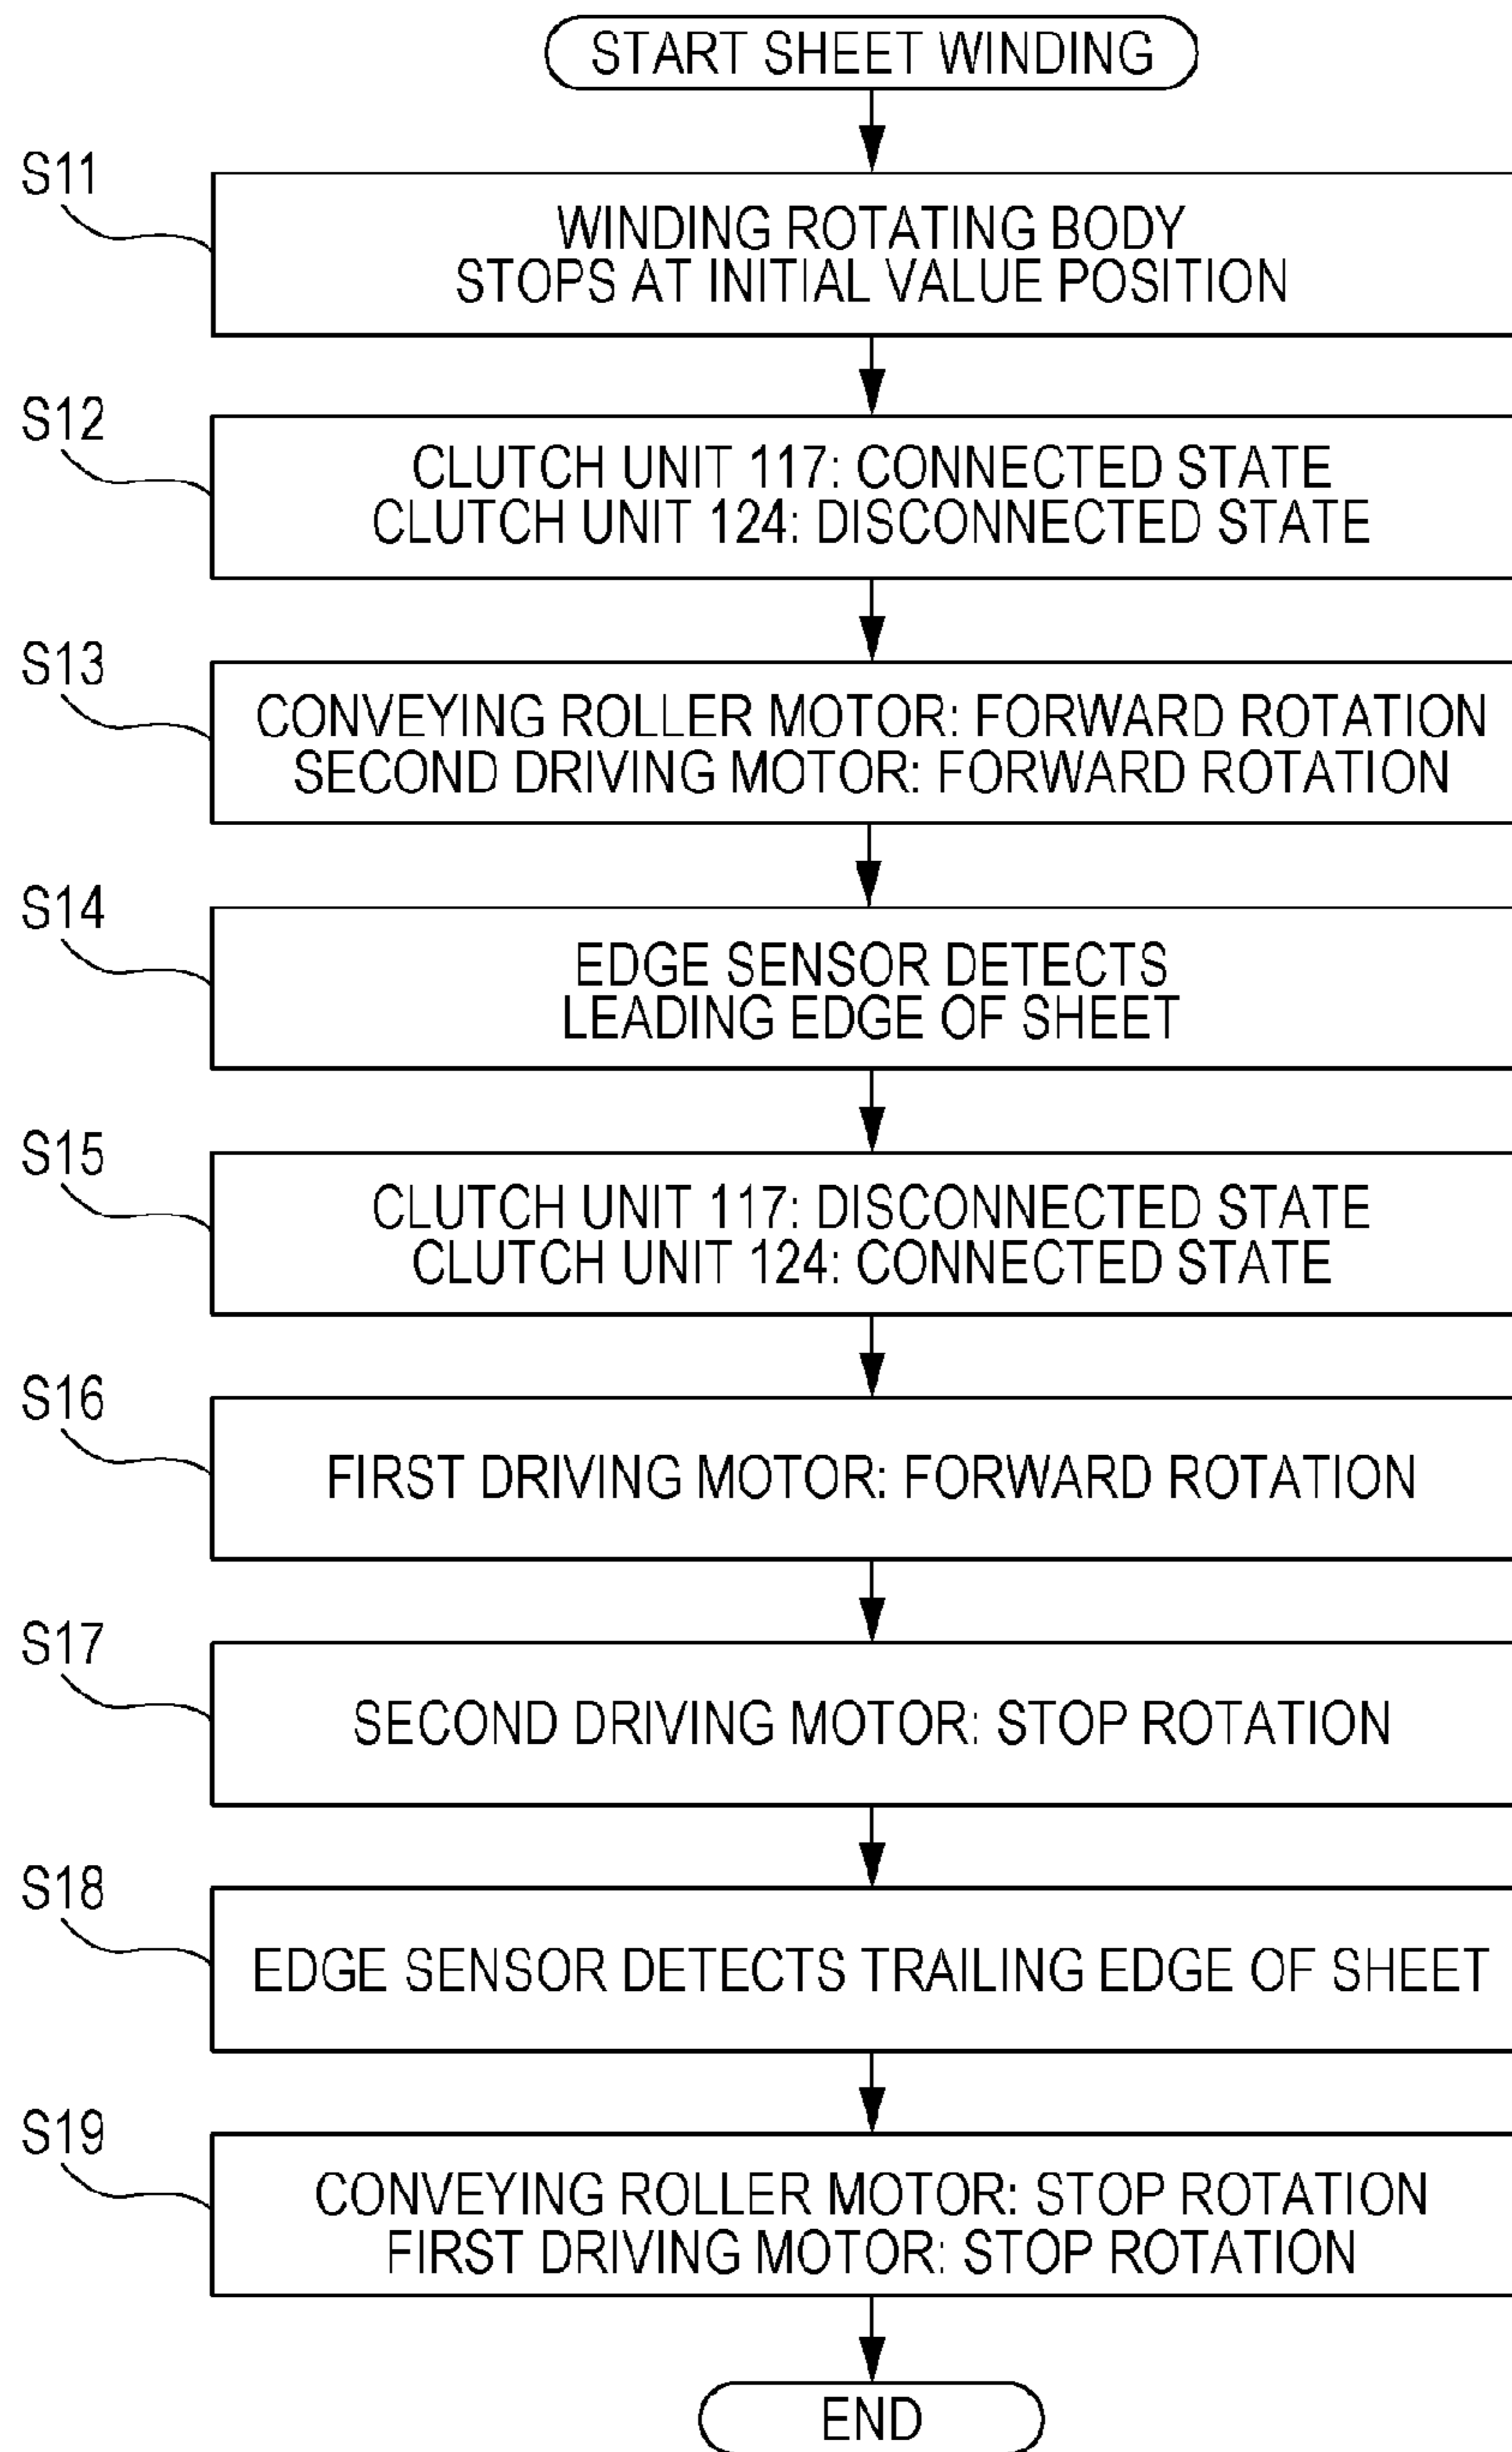 START SHEET WINDING
S11
WINDING ROTATING BODY
STOPS AT INITIAL VALUE POSITION
S12
CLUTCH UNIT 117: CONNECTED STATE
CLUTCH UNIT 124: DISCONNECTED STATE
S13
CONVEYING ROLLER MOTOR: FORWARD ROTATION
SECOND DRIVING MOTOR: FORWARD ROTATION
S14
EDGE SENSOR DETECTS
LEADING EDGE OF SHEET
S15
CLUTCH UNIT 117: DISCONNECTED STATE
CLUTCH UNIT 124: CONNECTED STATE
S16
FIRST DRIVING MOTOR: FORWARD ROTATION
S17
SECOND DRIVING MOTOR: STOP ROTATION
S18
EDGE SENSOR DETECTS TRAILING EDGE OF SHEET
S19
CONVEYING ROLLER MOTOR: STOP ROTATION
FIRST DRIVING MOTOR: STOP ROTATION
END